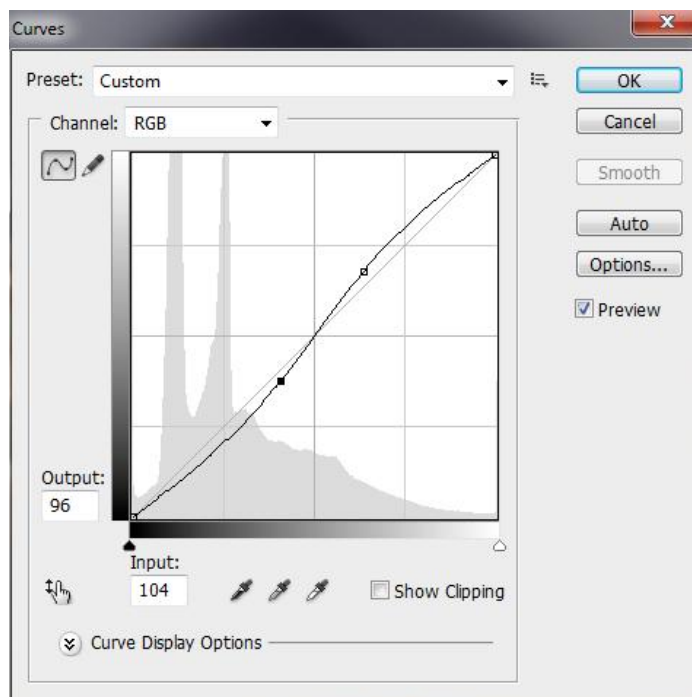 Curves
Preset: Custom
OK
Channel: RGB
Cancel
Smooth
Auto
Options...
Preview
Output:
96
Input:
104
Show Clipping
Curve Display Options